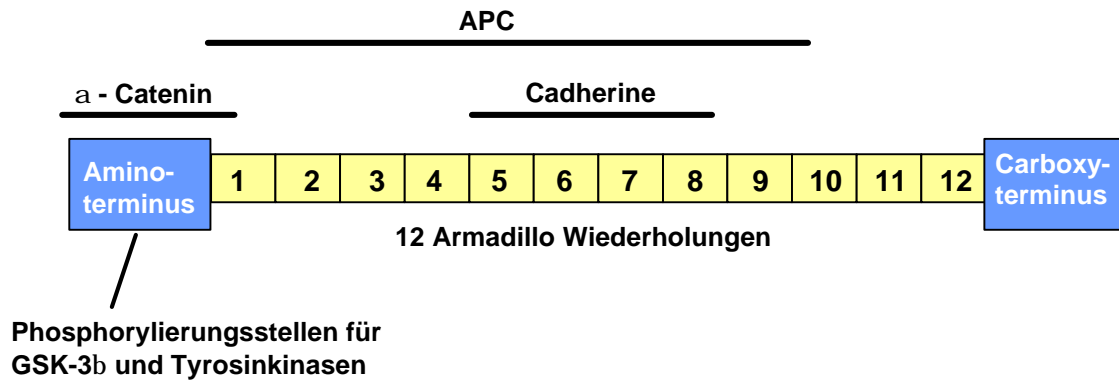 APC
a - Catenin
Cadherine
Amino-
terminus
1 2 3 4 5 6 7 8 9 10 11 12
Carboxy-
terminus
12 Armadillo Wiederholungen
Phosphorylierungsstellen für
GSK-3b und Tyrosinkinasen